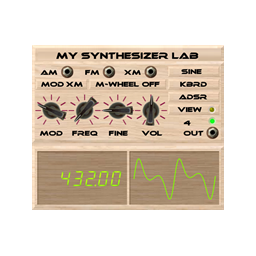 MY SYNTHESIZER LAB
AM FM XM SINE
MOD XM M-WHEEL OFF KBRD
ADSR
VIEW
4
MOD FREQ FINE VOL OUT
432.00